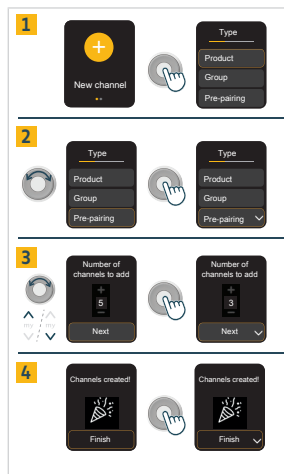 1
New channel
Type
Product
Group
Pre-pairing
2
Type
Product
Group
Pre-pairing
Type
Product
Group
Pre-pairing
3
my
my
Number of
channels to add
+
5
−
Next
Number of
channels to add
+
3
−
Next
4
Channels created!
Finish
Channels created!
Finish